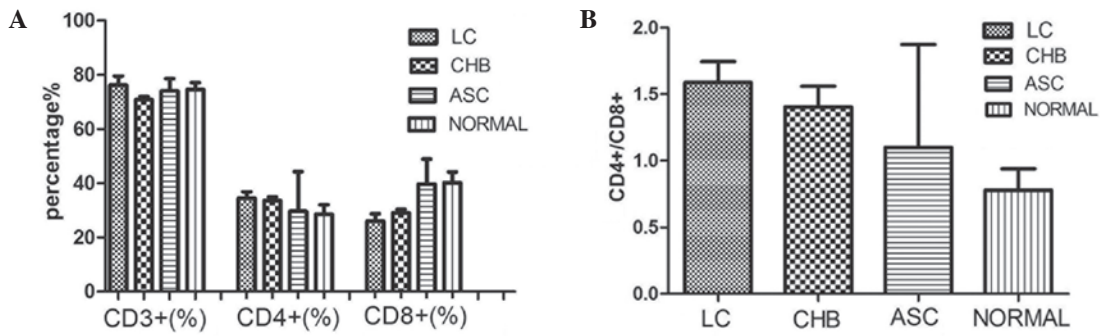 A
percentage%
100
80
60
40
20
0
LC
CHB
ASC
NORMAL
CD3+(%)
CD4+(%)
CD8+(%)
B
CD4+/CD8+
2.0
1.5
1.0
0.5
0.0
LC
CHB
ASC
NORMAL
LC
CHB
ASC
NORMAL